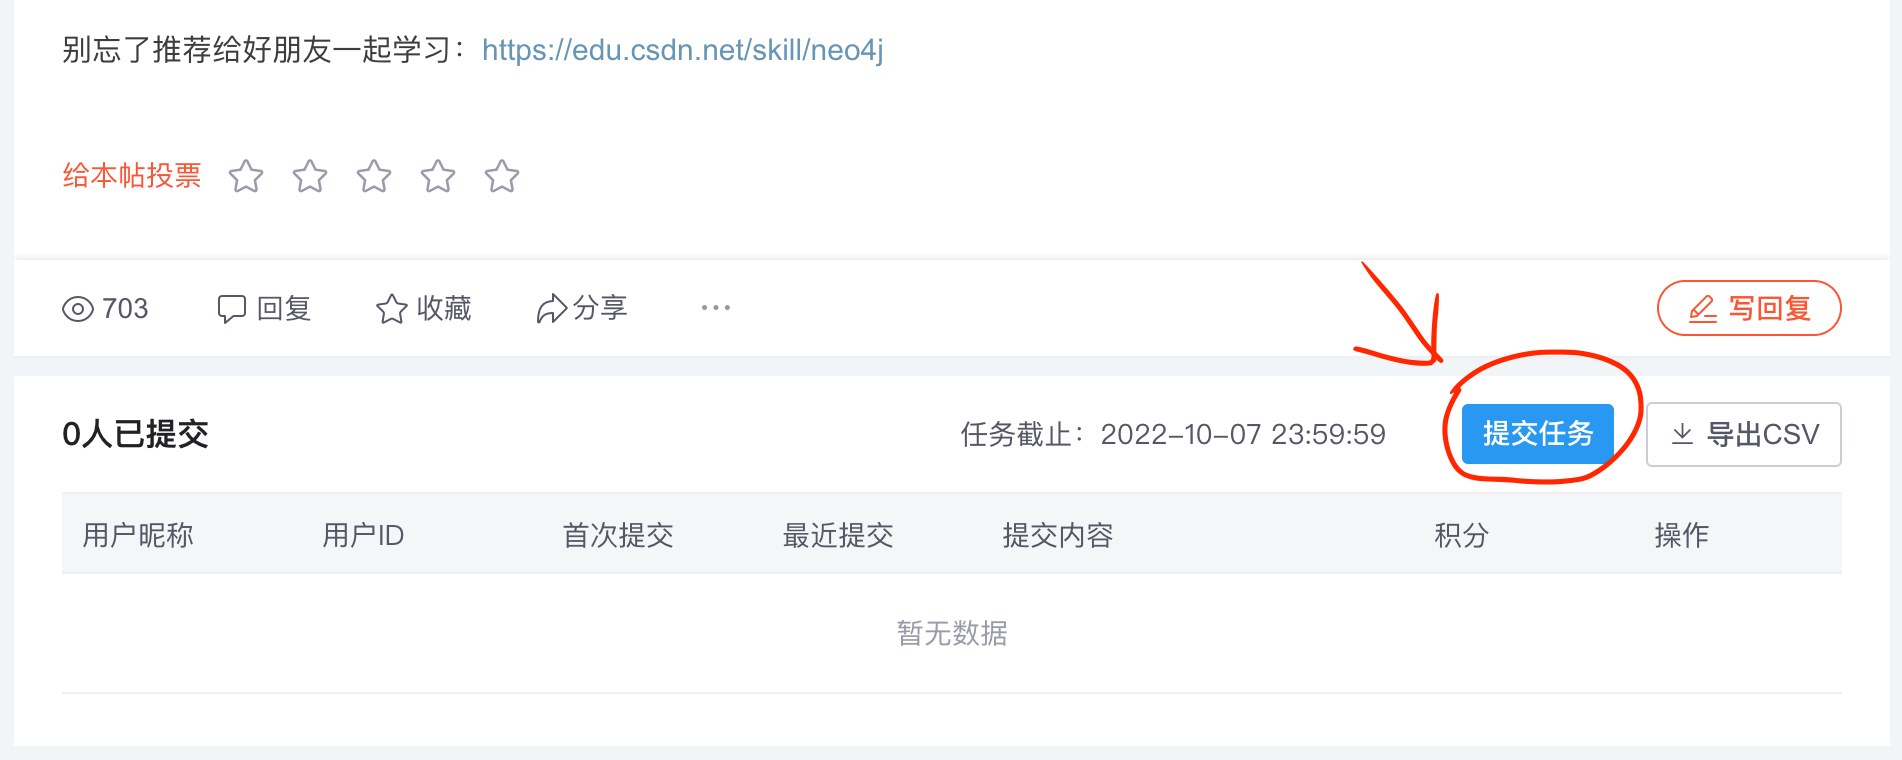 别忘了推荐给好朋友一起学习：https://edu.csdn.net/skill/neo4j
给本帖投票
703 回复 收藏 分享 ··· 写回复
0人已提交 任务截止：2022-10-07 23:59:59 提交任务 导出CSV
用户昵称 用户ID 首次提交 最近提交 提交内容 积分 操作
暂无数据